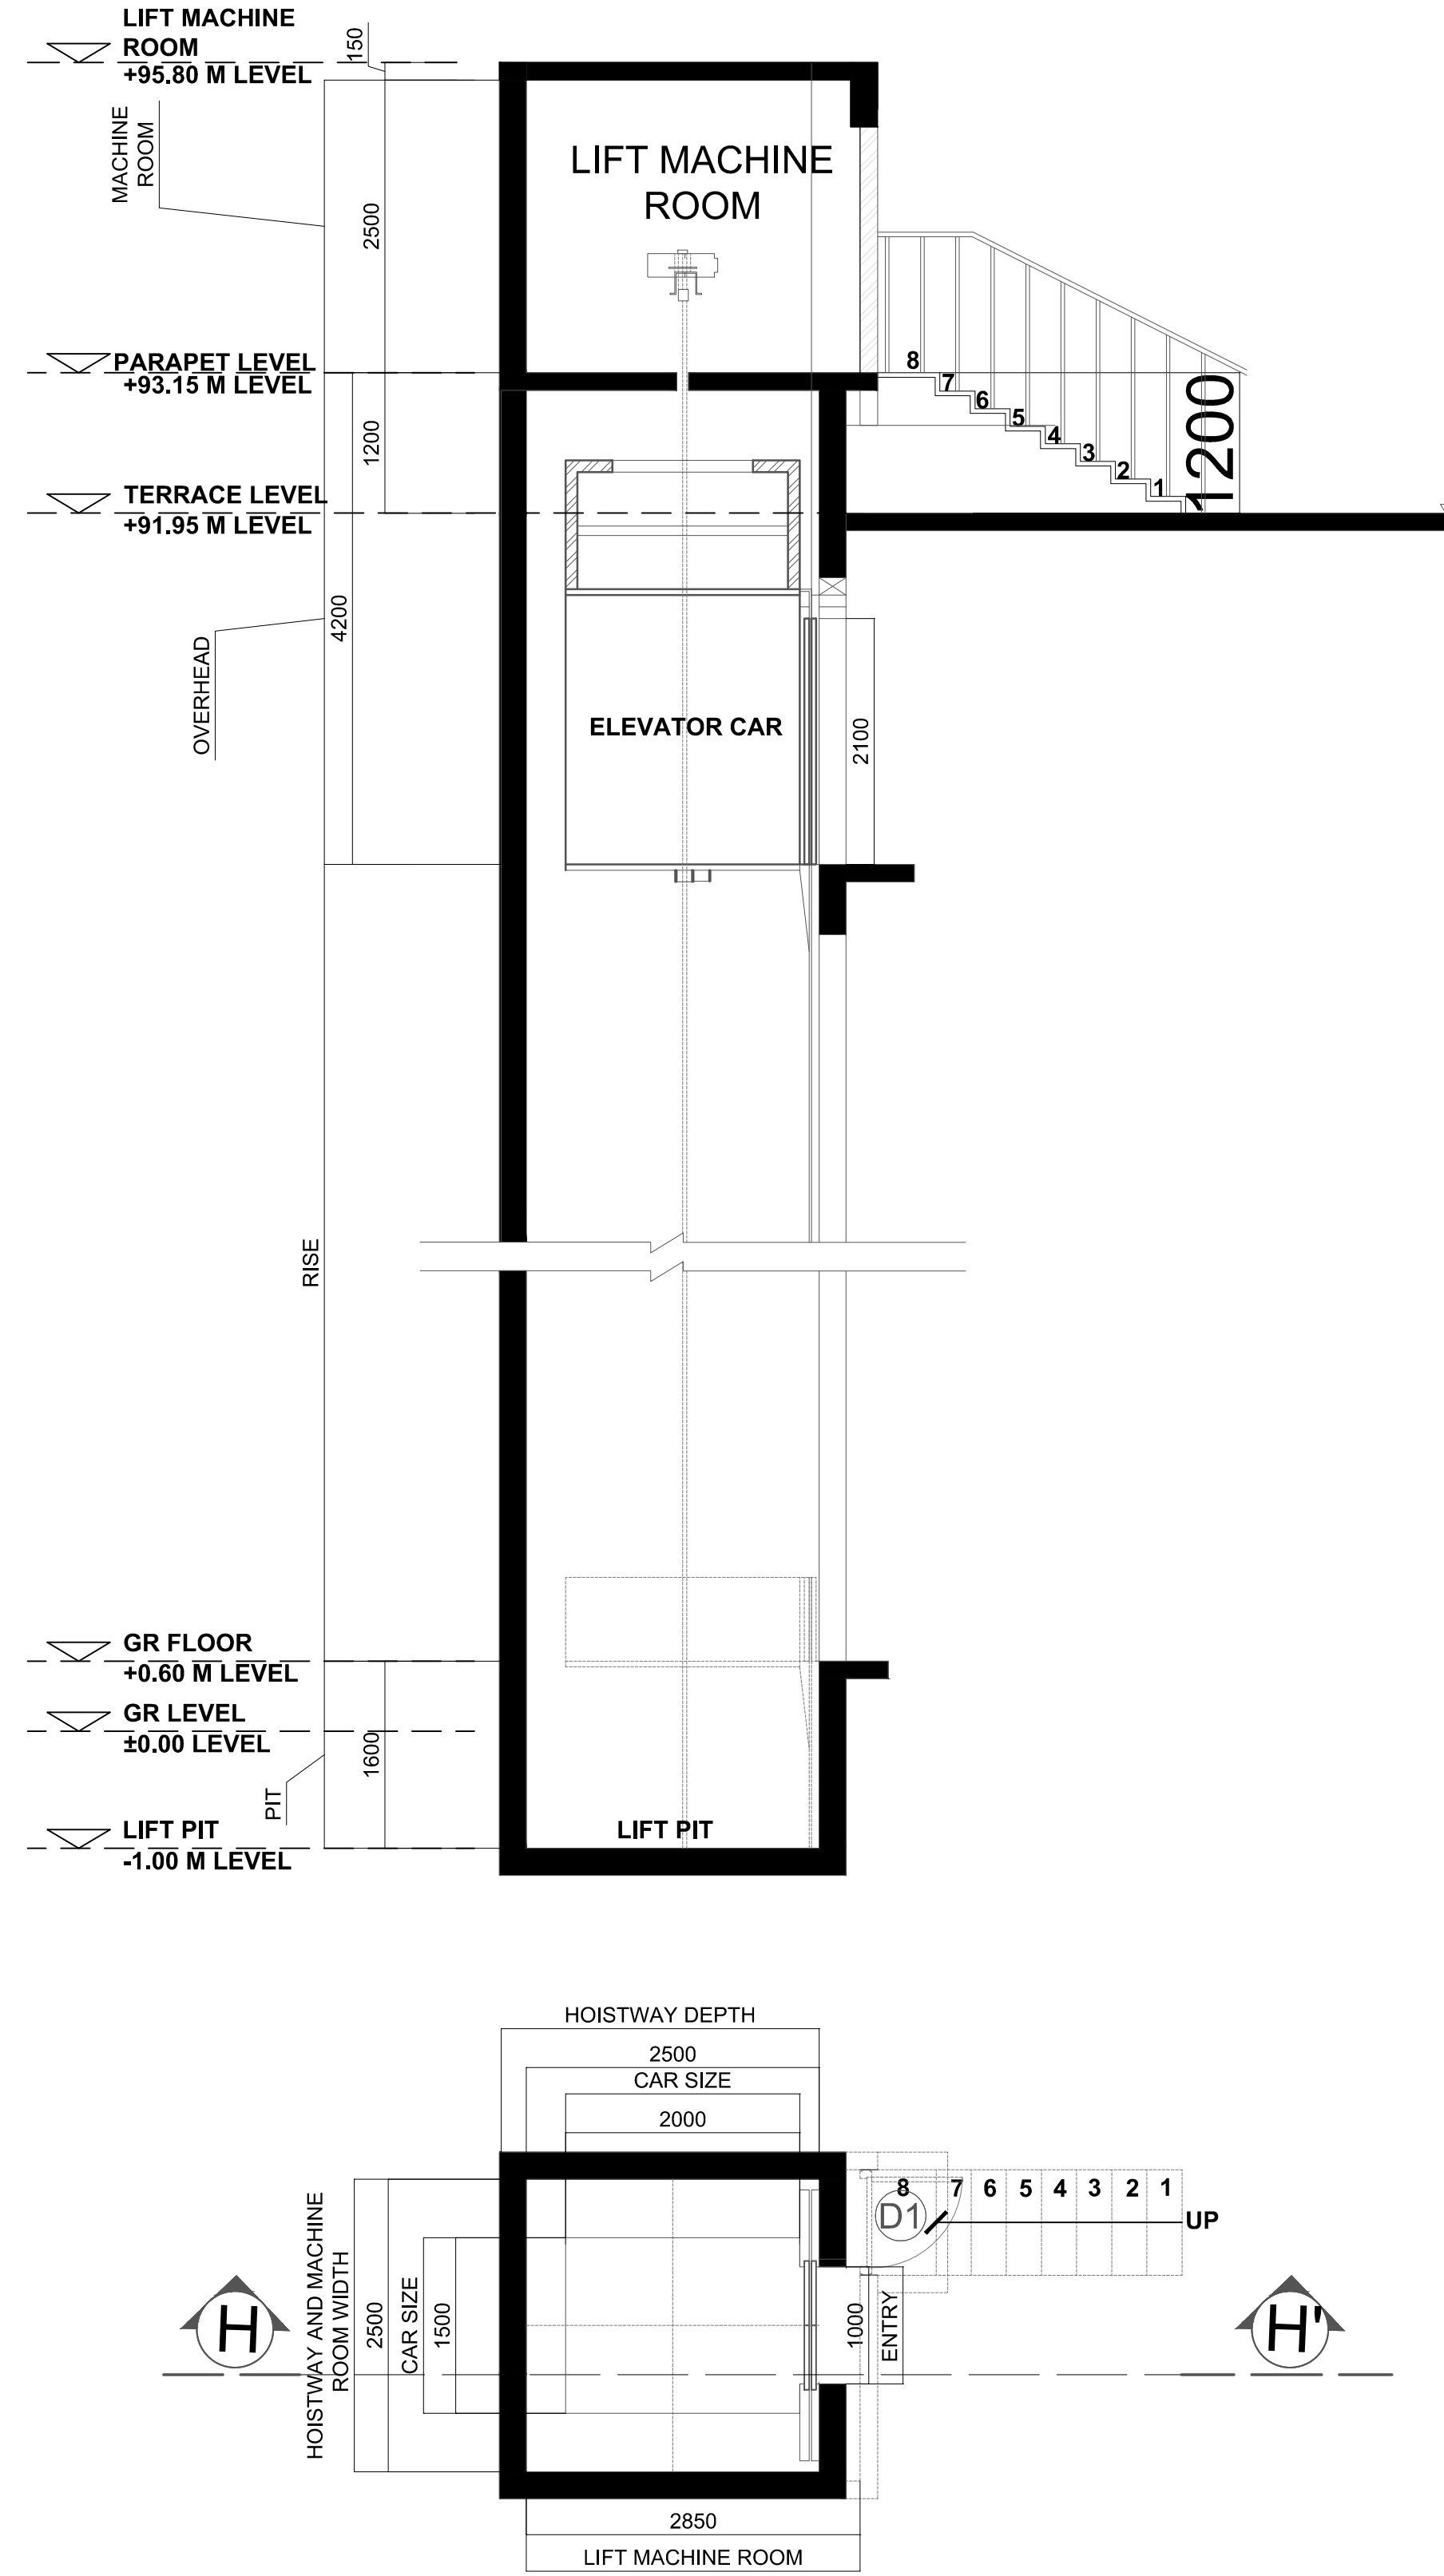 LIFT MACHINE
ROOM
+95.80 M LEVEL
150
MACHINE
ROOM
2500
LIFT MACHINE
ROOM
PARAPET LEVEL
+93.15 M LEVEL
1200
8
7
6
5
4
3
2
1
1200
TERRACE LEVEL
+91.95 M LEVEL
4200
OVERHEAD
ELEVATOR CAR
2100
RISE
GR FLOOR
+0.60 M LEVEL
GR LEVEL
±0.00 LEVEL
1600
PIT
LIFT PIT
-1.00 M LEVEL
LIFT PIT
HOISTWAY DEPTH
2500
CAR SIZE
2000
8
7
6
5
4
3
2
1
D1
UP
HOISTWAY AND MACHINE
ROOM WIDTH
2500
CAR SIZE
1500
1000
ENTRY
H
H'
2850
LIFT MACHINE ROOM